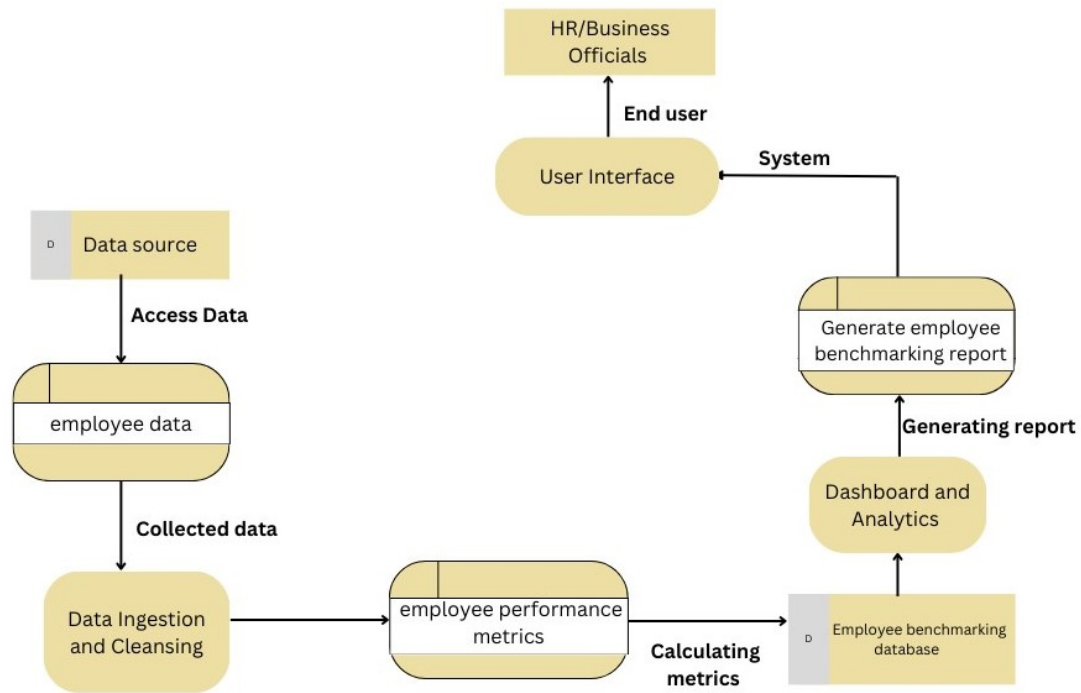 HR/Business
Officials
End user
User Interface
System
D
Data source
Access Data
employee data
Collected data
Data Ingestion
and Cleansing
employee performance
metrics
Calculating
metrics
D
Employee benchmarking
database
Dashboard and
Analytics
Generating report
Generate employee
benchmarking report